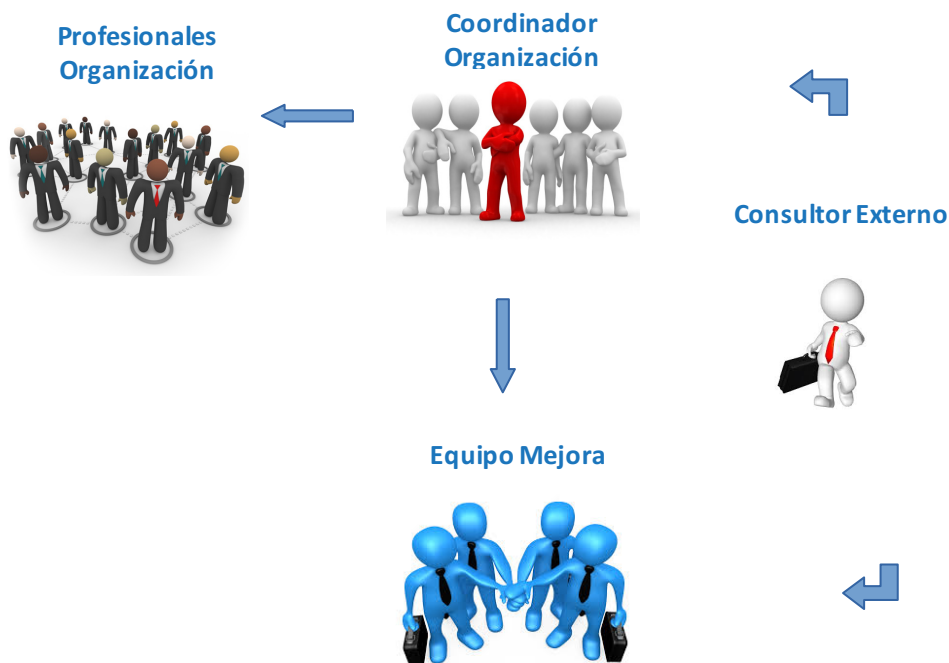 Profesionales
Organización
Coordinador
Organización
Consultor Externo
Equipo Mejora